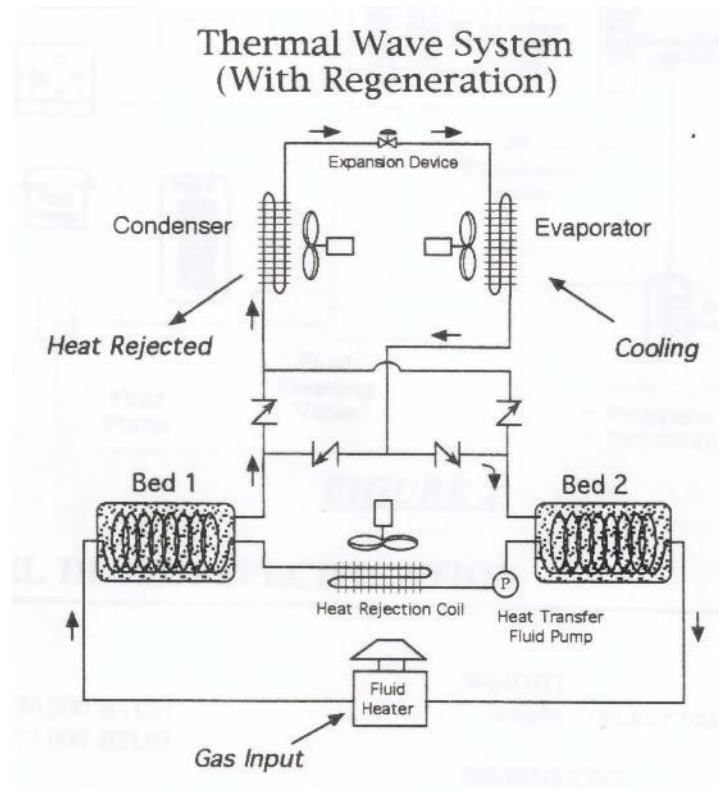 Thermal Wave System
(With Regeneration)
Expansion Device
Condenser
Evaporator
Heat Rejected
Cooling
Bed 1
Bed 2
P
Heat Rejection Coil
Heat Transfer
Fluid Pump
Fluid
Heater
Gas Input